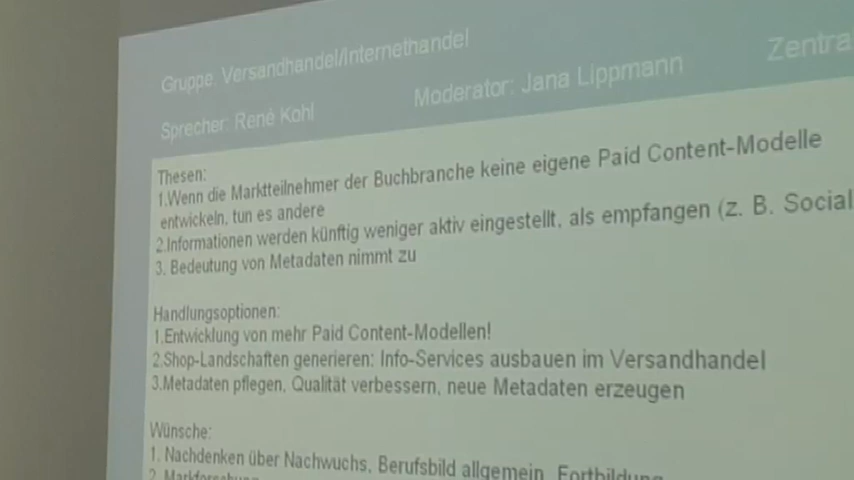 Gruppe: Versandhandel/Internethandel
Sprecher: René Kohl
Moderator: Jana Lippmann
Zentra
Thesen:
1.Wenn die Marktteilnehmer der Buchbranche keine eigene Paid Content-Modelle
entwickeln, tun es andere
2.Informationen werden künftig weniger aktiv eingestellt, als empfangen (z. B. Social
3. Bedeutung von Metadaten nimmt zu
Handlungsoptionen:
1.Entwicklung von mehr Paid Content-Modellen!
2.Shop-Landschaften generieren: Info-Services ausbauen im Versandhandel
3.Metadaten pflegen, Qualität verbessern, neue Metadaten erzeugen
Wünsche:
1. Nachdenken über Nachwuchs, Berufsbild allgemein, Fortbildung
2. Marktforschung